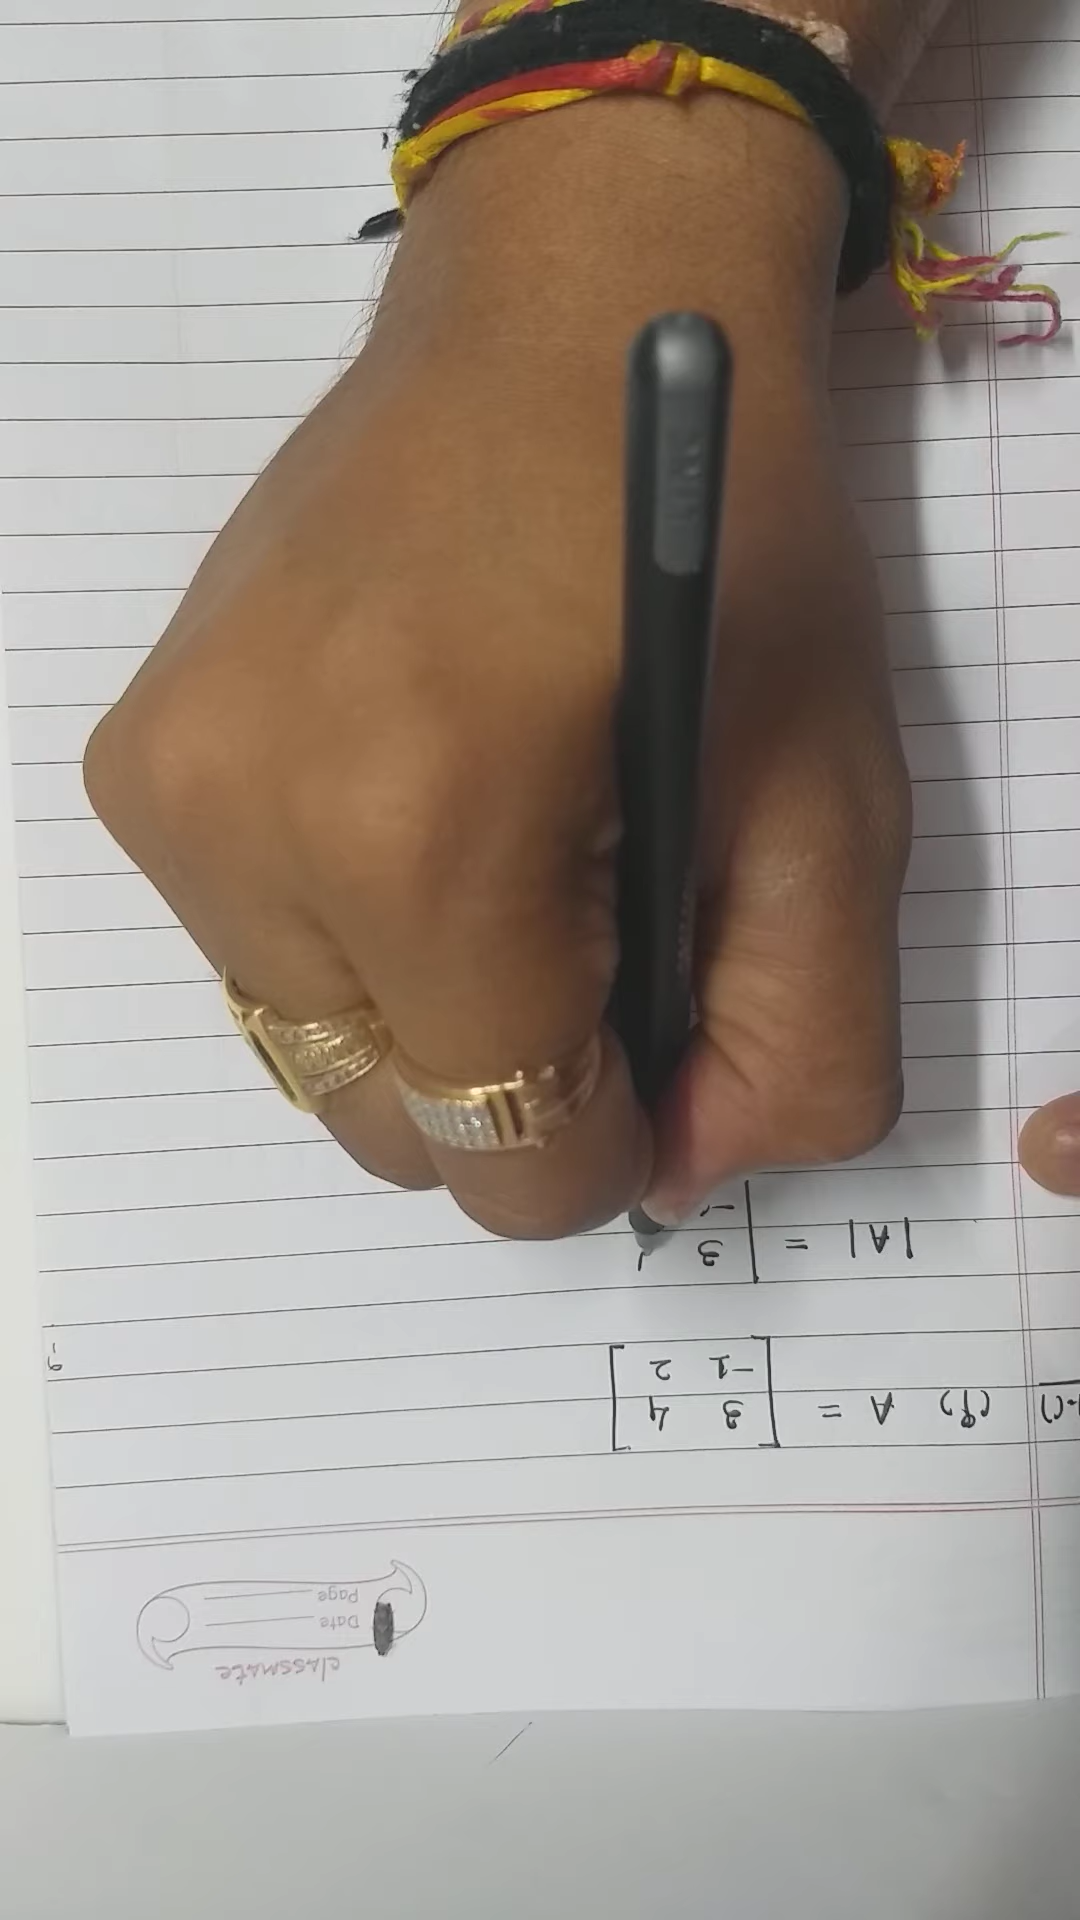 classmate
Date
Page
(i) A = [ 3 4
-1 2 ]
|A| = | 3
-1